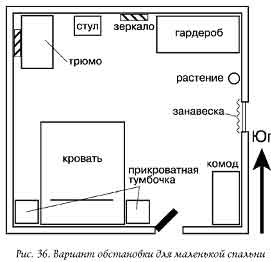 стул
зеркало
гардероб
трюмо
растение
занавеска
Юг
кровать
прикроватная
тумбочка
комод
Рис. 36. Вариант обстановки для маленькой спальни